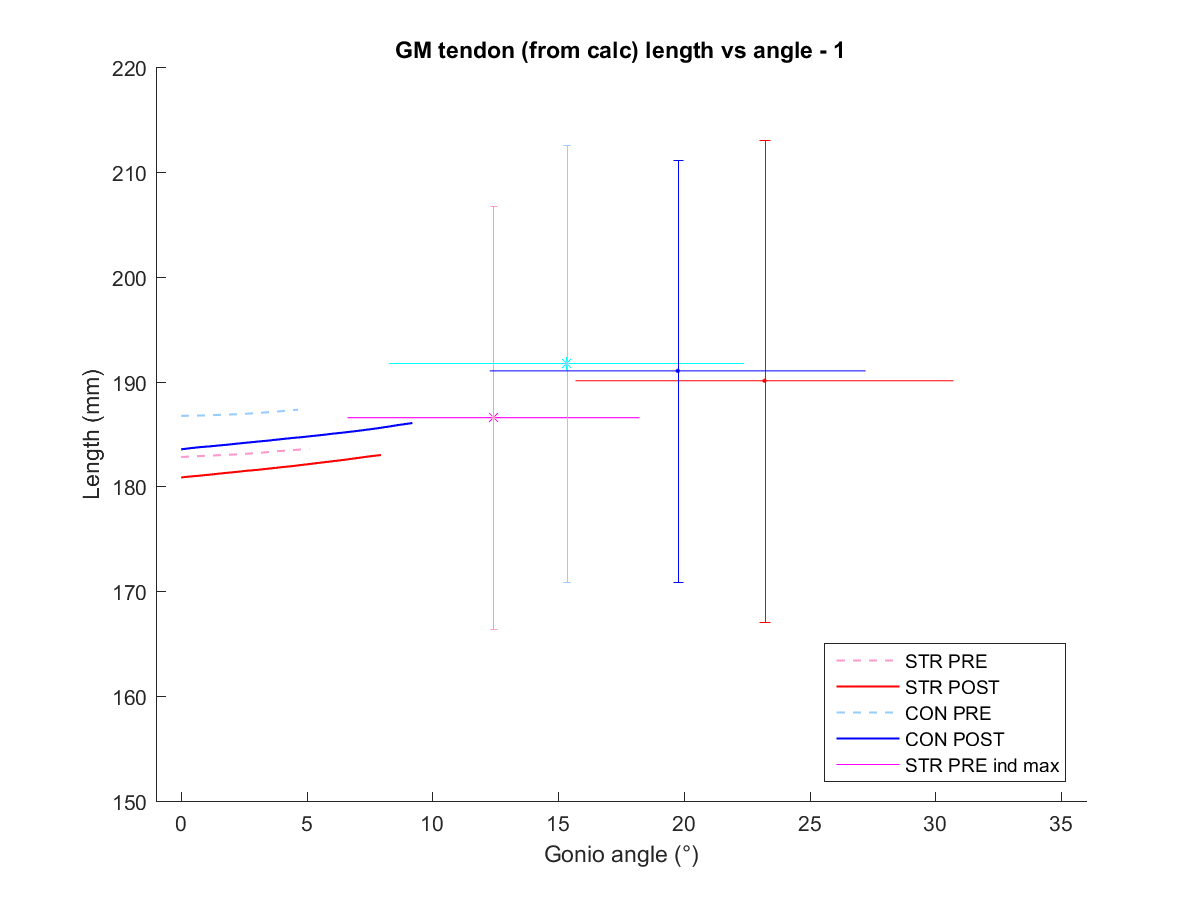 GM tendon (from calc) length vs angle - 1
220
210
200
190
180
170
160
150
Length (mm)
0 5 10 15 20 25 30 35
Gonio angle (°)
STR PRE
STR POST
CON PRE
CON POST
STR PRE ind max